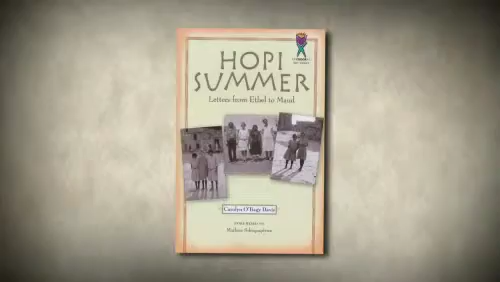 HOPI
SUMMER
Letters from Ethel to Maud
Carolyn O'Bagy Davis